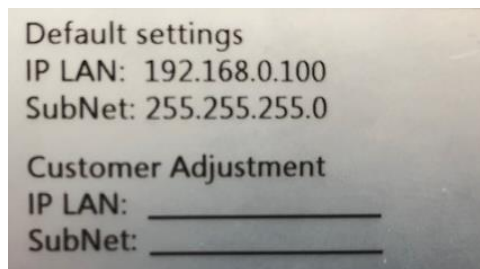 Default settings
IP LAN: 192.168.0.100
SubNet: 255.255.255.0
Customer Adjustment
IP LAN:
SubNet: